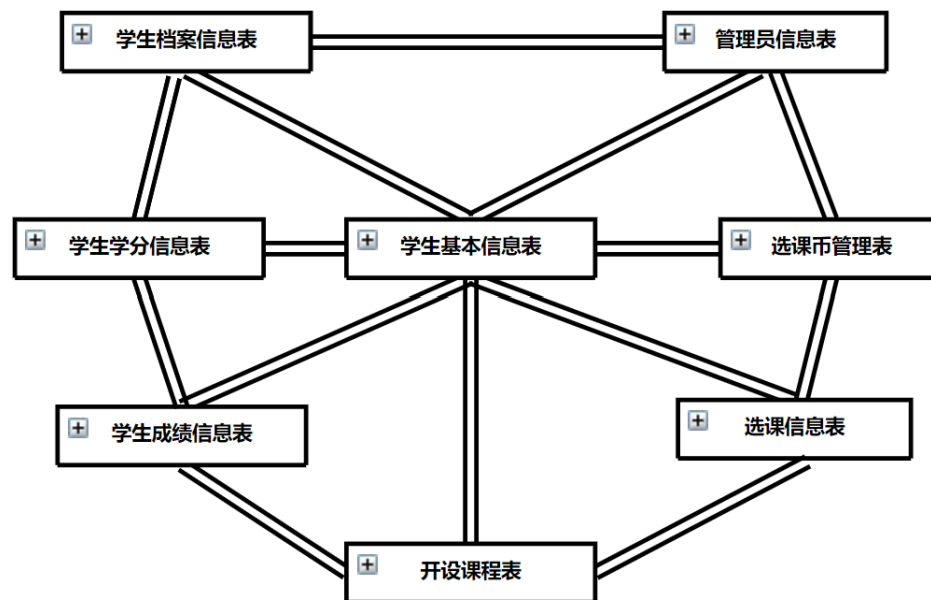 学生档案信息表
管理员信息表
学生学分信息表
学生基本信息表
选课币管理表
学生成绩信息表
选课信息表
开设课程表